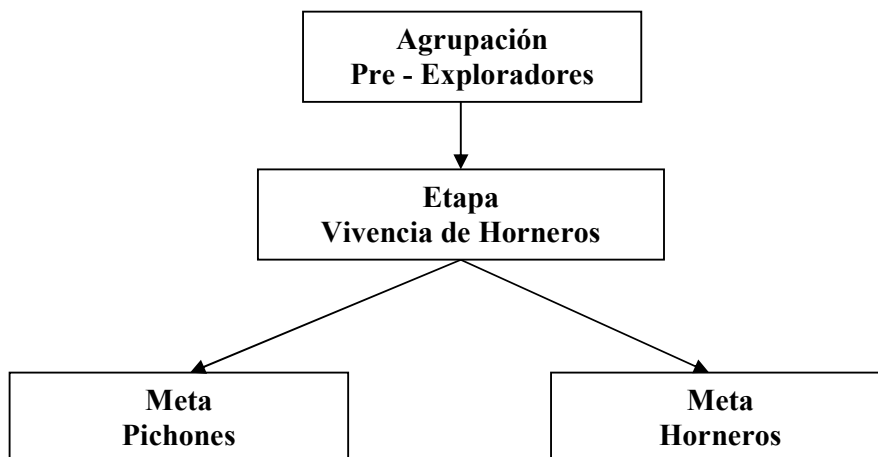 Agrupación
Pre - Exploradores
Etapa
Vivencia de Horneros
Meta
Pichones
Meta
Horneros